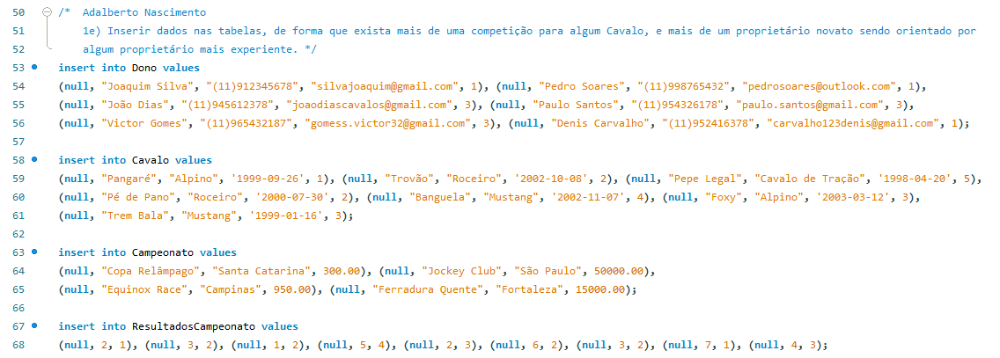 50 /*  Adalberto Nascimento
51 1e) Inserir dados nas tabelas, de forma que exista mais de uma competição para algum Cavalo, e mais de um proprietário novato sendo orientado por
52 algum proprietário mais experiente. */
53 insert into Dono values
54 (null, "Joaquim Silva", "(11)912345678", "silvajoaquim@gmail.com", 1), (null, "Pedro Soares", "(11)998765432", "pedrosoares@outlook.com", 1),
55 (null, "João Dias", "(11)945612378", "joaodiascavalos@gmail.com", 3), (null, "Paulo Santos", "(11)954326178", "paulo.santos@gmail.com", 3),
56 (null, "Victor Gomes", "(11)965432187", "gomess.victor32@gmail.com", 3), (null, "Denis Carvalho", "(11)952416378", "carvalho123denis@gmail.com", 1);
57
58 insert into Cavalo values
59 (null, "Pangaré", "Alpino", '1999-09-26', 1), (null, "Trovão", "Roceiro", '2002-10-08', 2), (null, "Pepe Legal", "Cavalo de Tração", '1998-04-20', 5),
60 (null, "Pé de Pano", "Roceiro", '2000-07-30', 2), (null, "Banguela", "Mustang", '2002-11-07', 4), (null, "Foxy", "Alpino", '2003-03-12', 3),
61 (null, "Trem Bala", "Mustang", '1999-01-16', 3);
62
63 insert into Campeonato values
64 (null, "Copa Relâmpago", "Santa Catarina", 300.00), (null, "Jockey Club", "São Paulo", 50000.00),
65 (null, "Equinox Race", "Campinas", 950.00), (null, "Ferradura Quente", "Fortaleza", 15000.00);
66
67 insert into ResultadosCampeonato values
68 (null, 2, 1), (null, 3, 2), (null, 1, 2), (null, 5, 4), (null, 2, 3), (null, 6, 2), (null, 3, 2), (null, 7, 1), (null, 4, 3);